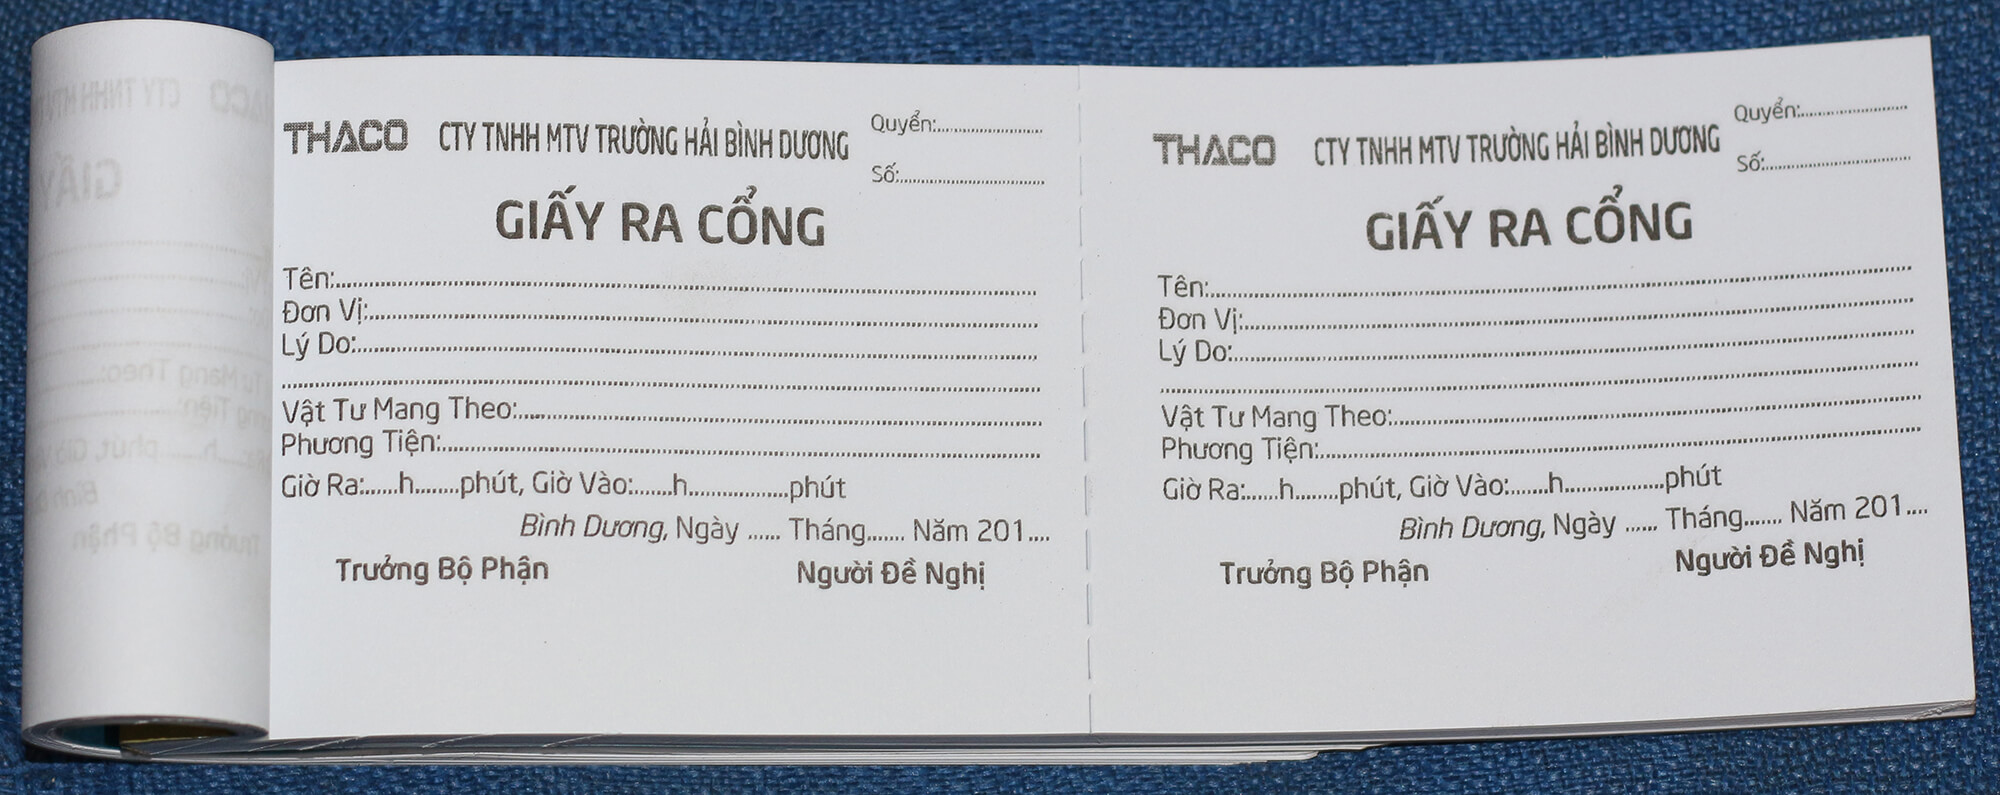 THACO CTY TNHH MTV TRƯỜNG HẢI BÌNH DƯƠNG
Quyển:........................
Số:................................
GIẤY RA CỔNG
Tên:................................
Đơn Vị:................................
Lý Do:................................
................................
Vật Tư Mang Theo:................................
Phương Tiện:................................
Giờ Ra:......h........phút, Giờ Vào:.......h..................phút
Bình Dương, Ngày ...... Tháng....... Năm 201....
Trưởng Bộ Phận Người Đề Nghị
THACO CTY TNHH MTV TRƯỜNG HẢI BÌNH DƯƠNG
Quyển:........................
Số:................................
GIẤY RA CỔNG
Tên:................................
Đơn Vị:................................
Lý Do:................................
................................
Vật Tư Mang Theo:................................
Phương Tiện:................................
Giờ Ra:......h........phút, Giờ Vào:.......h..................phút
Bình Dương, Ngày ...... Tháng....... Năm 201....
Trưởng Bộ Phận Người Đề Nghị